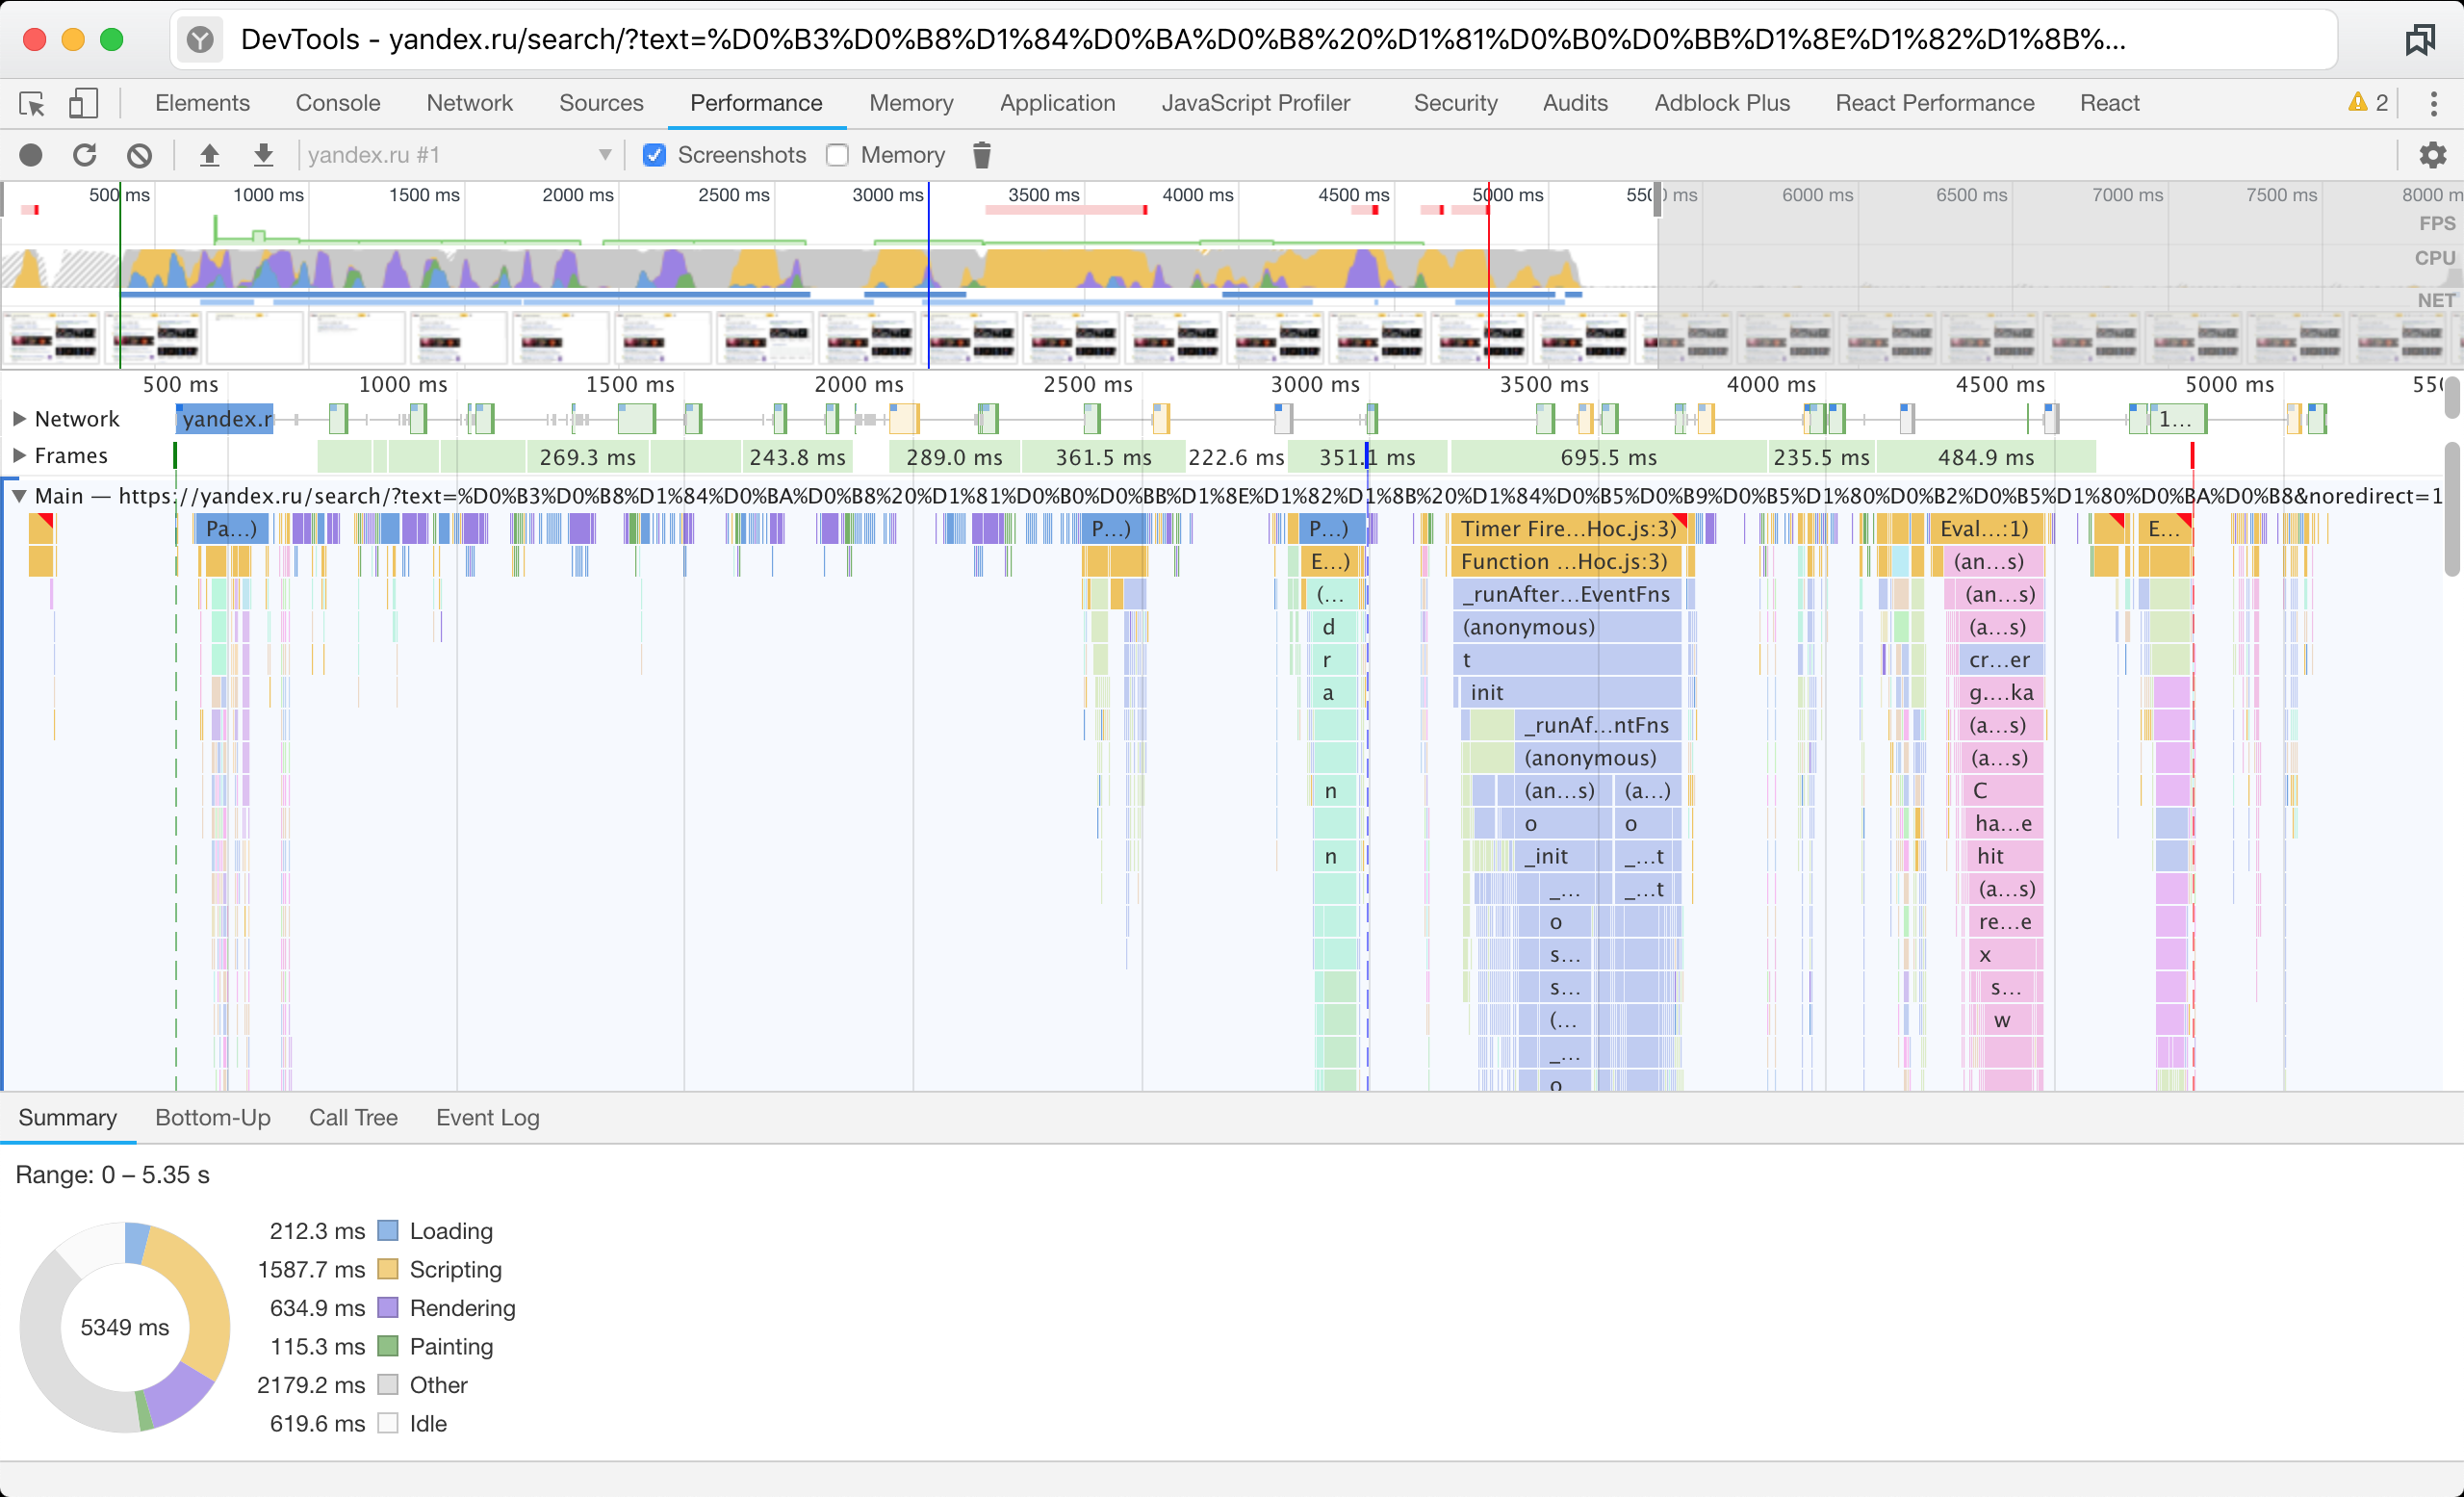 DevTools - yandex.ru/search/?text=%D0%B3%D0%B8%D1%84%D0%BA%D0%B8%20%D1%81%D0%B0%D0%BB%D1%8E%D1%82%D1%8B%...
Elements Console Network Sources Performance Memory Application JavaScript Profiler Security Audits Adblock Plus React Performance React 2
yandex.ru #1 Screenshots Memory
500 ms 1000 ms 1500 ms 2000 ms 2500 ms 3000 ms 3500 ms 4000 ms 4500 ms 5000 ms 550 ms 6000 ms 6500 ms 7000 ms 7500 ms 8000 m
FPS
CPU
NET
500 ms 1000 ms 1500 ms 2000 ms 2500 ms 3000 ms 3500 ms 4000 ms 4500 ms 5000 ms 550
Network yandex.r 1...
Frames 269.3 ms 243.8 ms 289.0 ms 361.5 ms 222.6 ms 351.1 ms 695.5 ms 235.5 ms 484.9 ms
Main — https://yandex.ru/search/?text=%D0%B3%D0%B8%D1%84%D0%BA%D0%B8%20%D1%81%D0%B0%D0%BB%D1%8E%D1%82%D1%8B%20%D1%84%D0%B5%D0%B9%D0%B5%D1%80%D0%B2%D0%B5%D1%80%D0%BA%D0%B8&noredirect=1
Pa...) P...) P...) Timer Fire...Hoc.js:3) Eval...:1) E...
E...) Function ...Hoc.js:3) (an...s)
(... _runAfter...EventFns (an...s)
d (anonymous) (a...s)
r t cr...er
a init g....ka
_runAf...ntFns (a...s)
(anonymous) (a...s)
n (an...s) (a...) C
o o ha...e
n _init _...t hit
_... _...t (a...s)
o re...e
s... x
s... s...
(... w
_...
o
Summary Bottom-Up Call Tree Event Log
Range: 0 – 5.35 s
212.3 ms Loading
1587.7 ms Scripting
634.9 ms Rendering
5349 ms
115.3 ms Painting
2179.2 ms Other
619.6 ms Idle